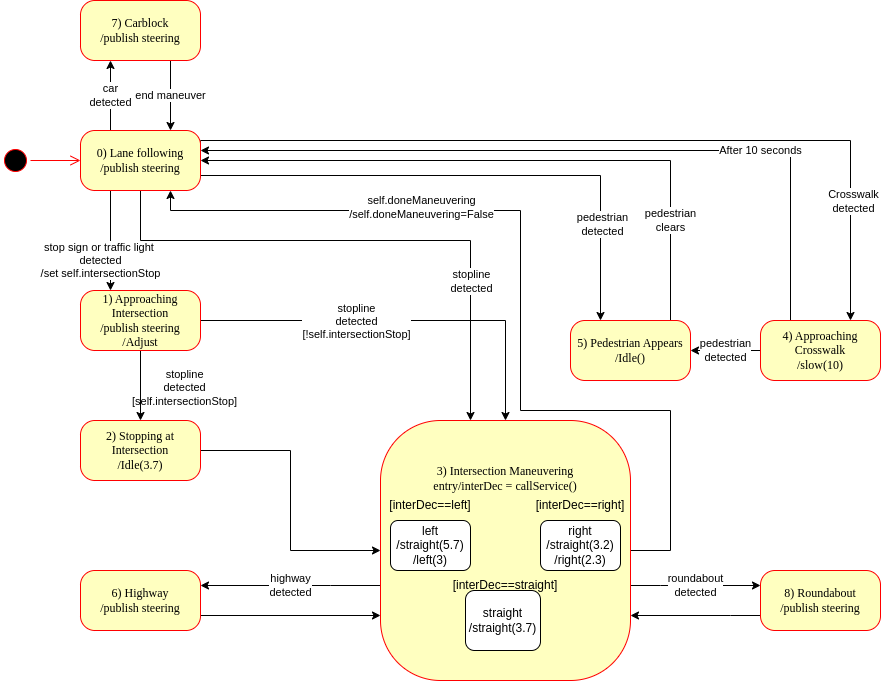 7) Carblock
/publish steering
car
detected
end maneuver
0) Lane following
/publish steering
After 10 seconds
self.doneManeuvering
/self.doneManeuvering=False
Crosswalk
detected
pedestrian
detected
pedestrian
clears
stop sign or traffic light
detected
/set self.intersectionStop
stopline
detected
1) Approaching
Intersection
/publish steering
/Adjust
stopline
detected
[!self.intersectionStop]
5) Pedestrian Appears
/Idle()
pedestrian
detected
4) Approaching
Crosswalk
/slow(10)
stopline
detected
[self.intersectionStop]
2) Stopping at
Intersection
/Idle(3.7)
3) Intersection Maneuvering
entry/interDec = callService()
[interDec==left]
[interDec==right]
left
/straight(5.7)
/left(3)
right
/straight(3.2)
/right(2.3)
[interDec==straight]
straight
/straight(3.7)
highway
detected
6) Highway
/publish steering
roundabout
detected
8) Roundabout
/publish steering